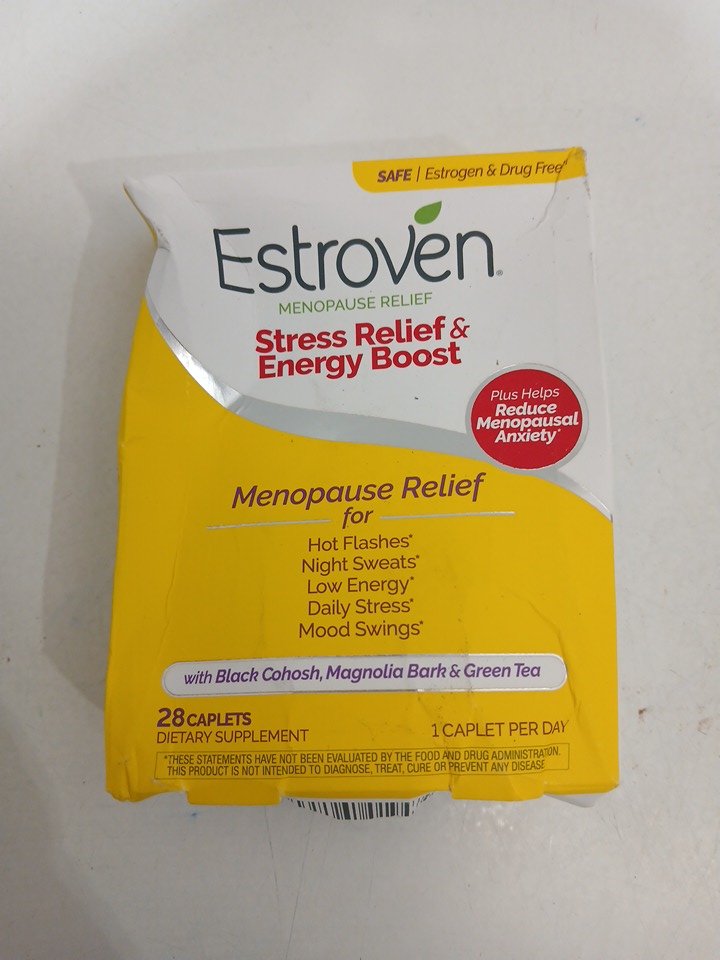 SAFE | Estrogen & Drug Free*
Estroven®
MENOPAUSE RELIEF
Stress Relief &
Energy Boost
Plus Helps
Reduce
Menopausal
Anxiety*
Menopause Relief
for
Hot Flashes*
Night Sweats*
Low Energy*
Daily Stress*
Mood Swings*
with Black Cohosh, Magnolia Bark & Green Tea
28 CAPLETS
DIETARY SUPPLEMENT
1 CAPLET PER DAY
*THESE STATEMENTS HAVE NOT BEEN EVALUATED BY THE FOOD AND DRUG ADMINISTRATION.
THIS PRODUCT IS NOT INTENDED TO DIAGNOSE, TREAT, CURE OR PREVENT ANY DISEASE